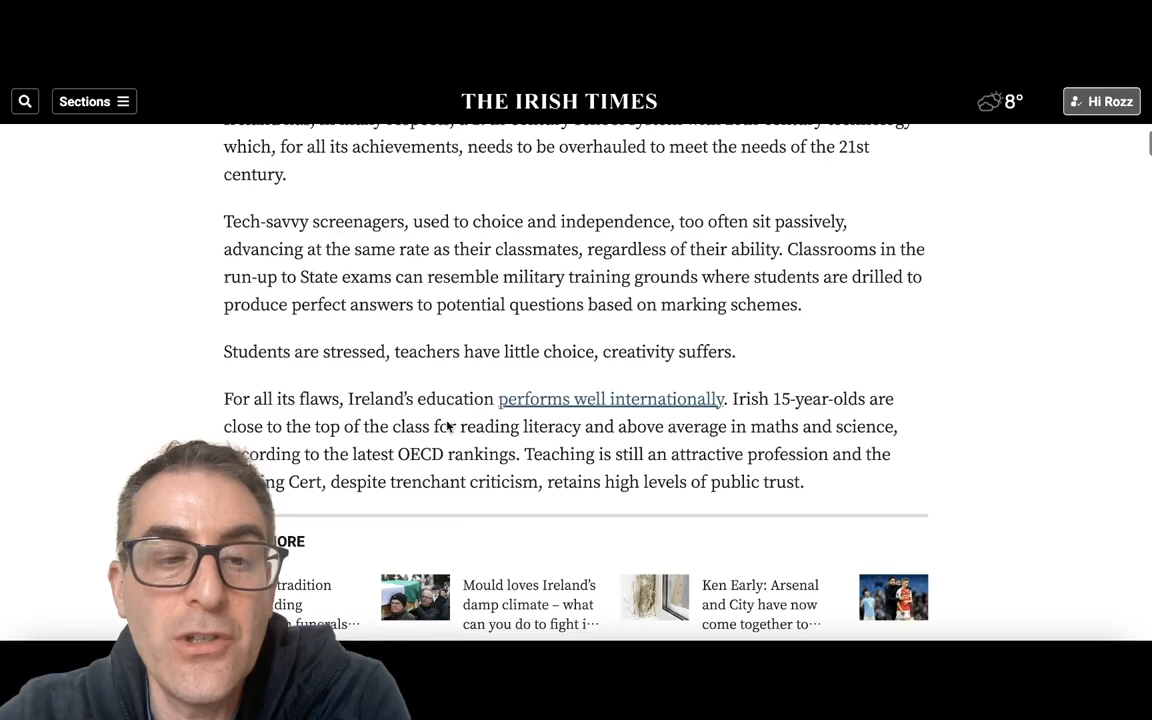 Sections
THE IRISH TIMES
8°
Hi Rozz
which, for all its achievements, needs to be overhauled to meet the needs of the 21st
century.
Tech-savvy screenagers, used to choice and independence, too often sit passively,
advancing at the same rate as their classmates, regardless of their ability. Classrooms in the
run-up to State exams can resemble military training grounds where students are drilled to
produce perfect answers to potential questions based on marking schemes.
Students are stressed, teachers have little choice, creativity suffers.
For all its flaws, Ireland's education performs well internationally. Irish 15-year-olds are
close to the top of the class for reading literacy and above average in maths and science,
to the latest OECD rankings. Teaching is still an attractive profession and the
Cert, despite trenchant criticism, retains high levels of public trust.
ORE
tradition
funerals…
Mould loves Ireland's
damp climate – what
can you do to fight i…
Ken Early: Arsenal
and City have now
come together to…